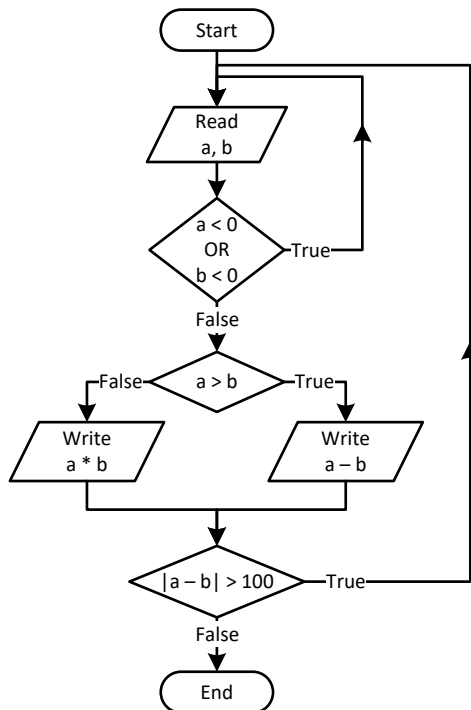 Start
Read
a, b
a < 0
OR
b < 0
True
False
False
a > b
True
Write
a * b
Write
a – b
|a – b| > 100
True
False
End